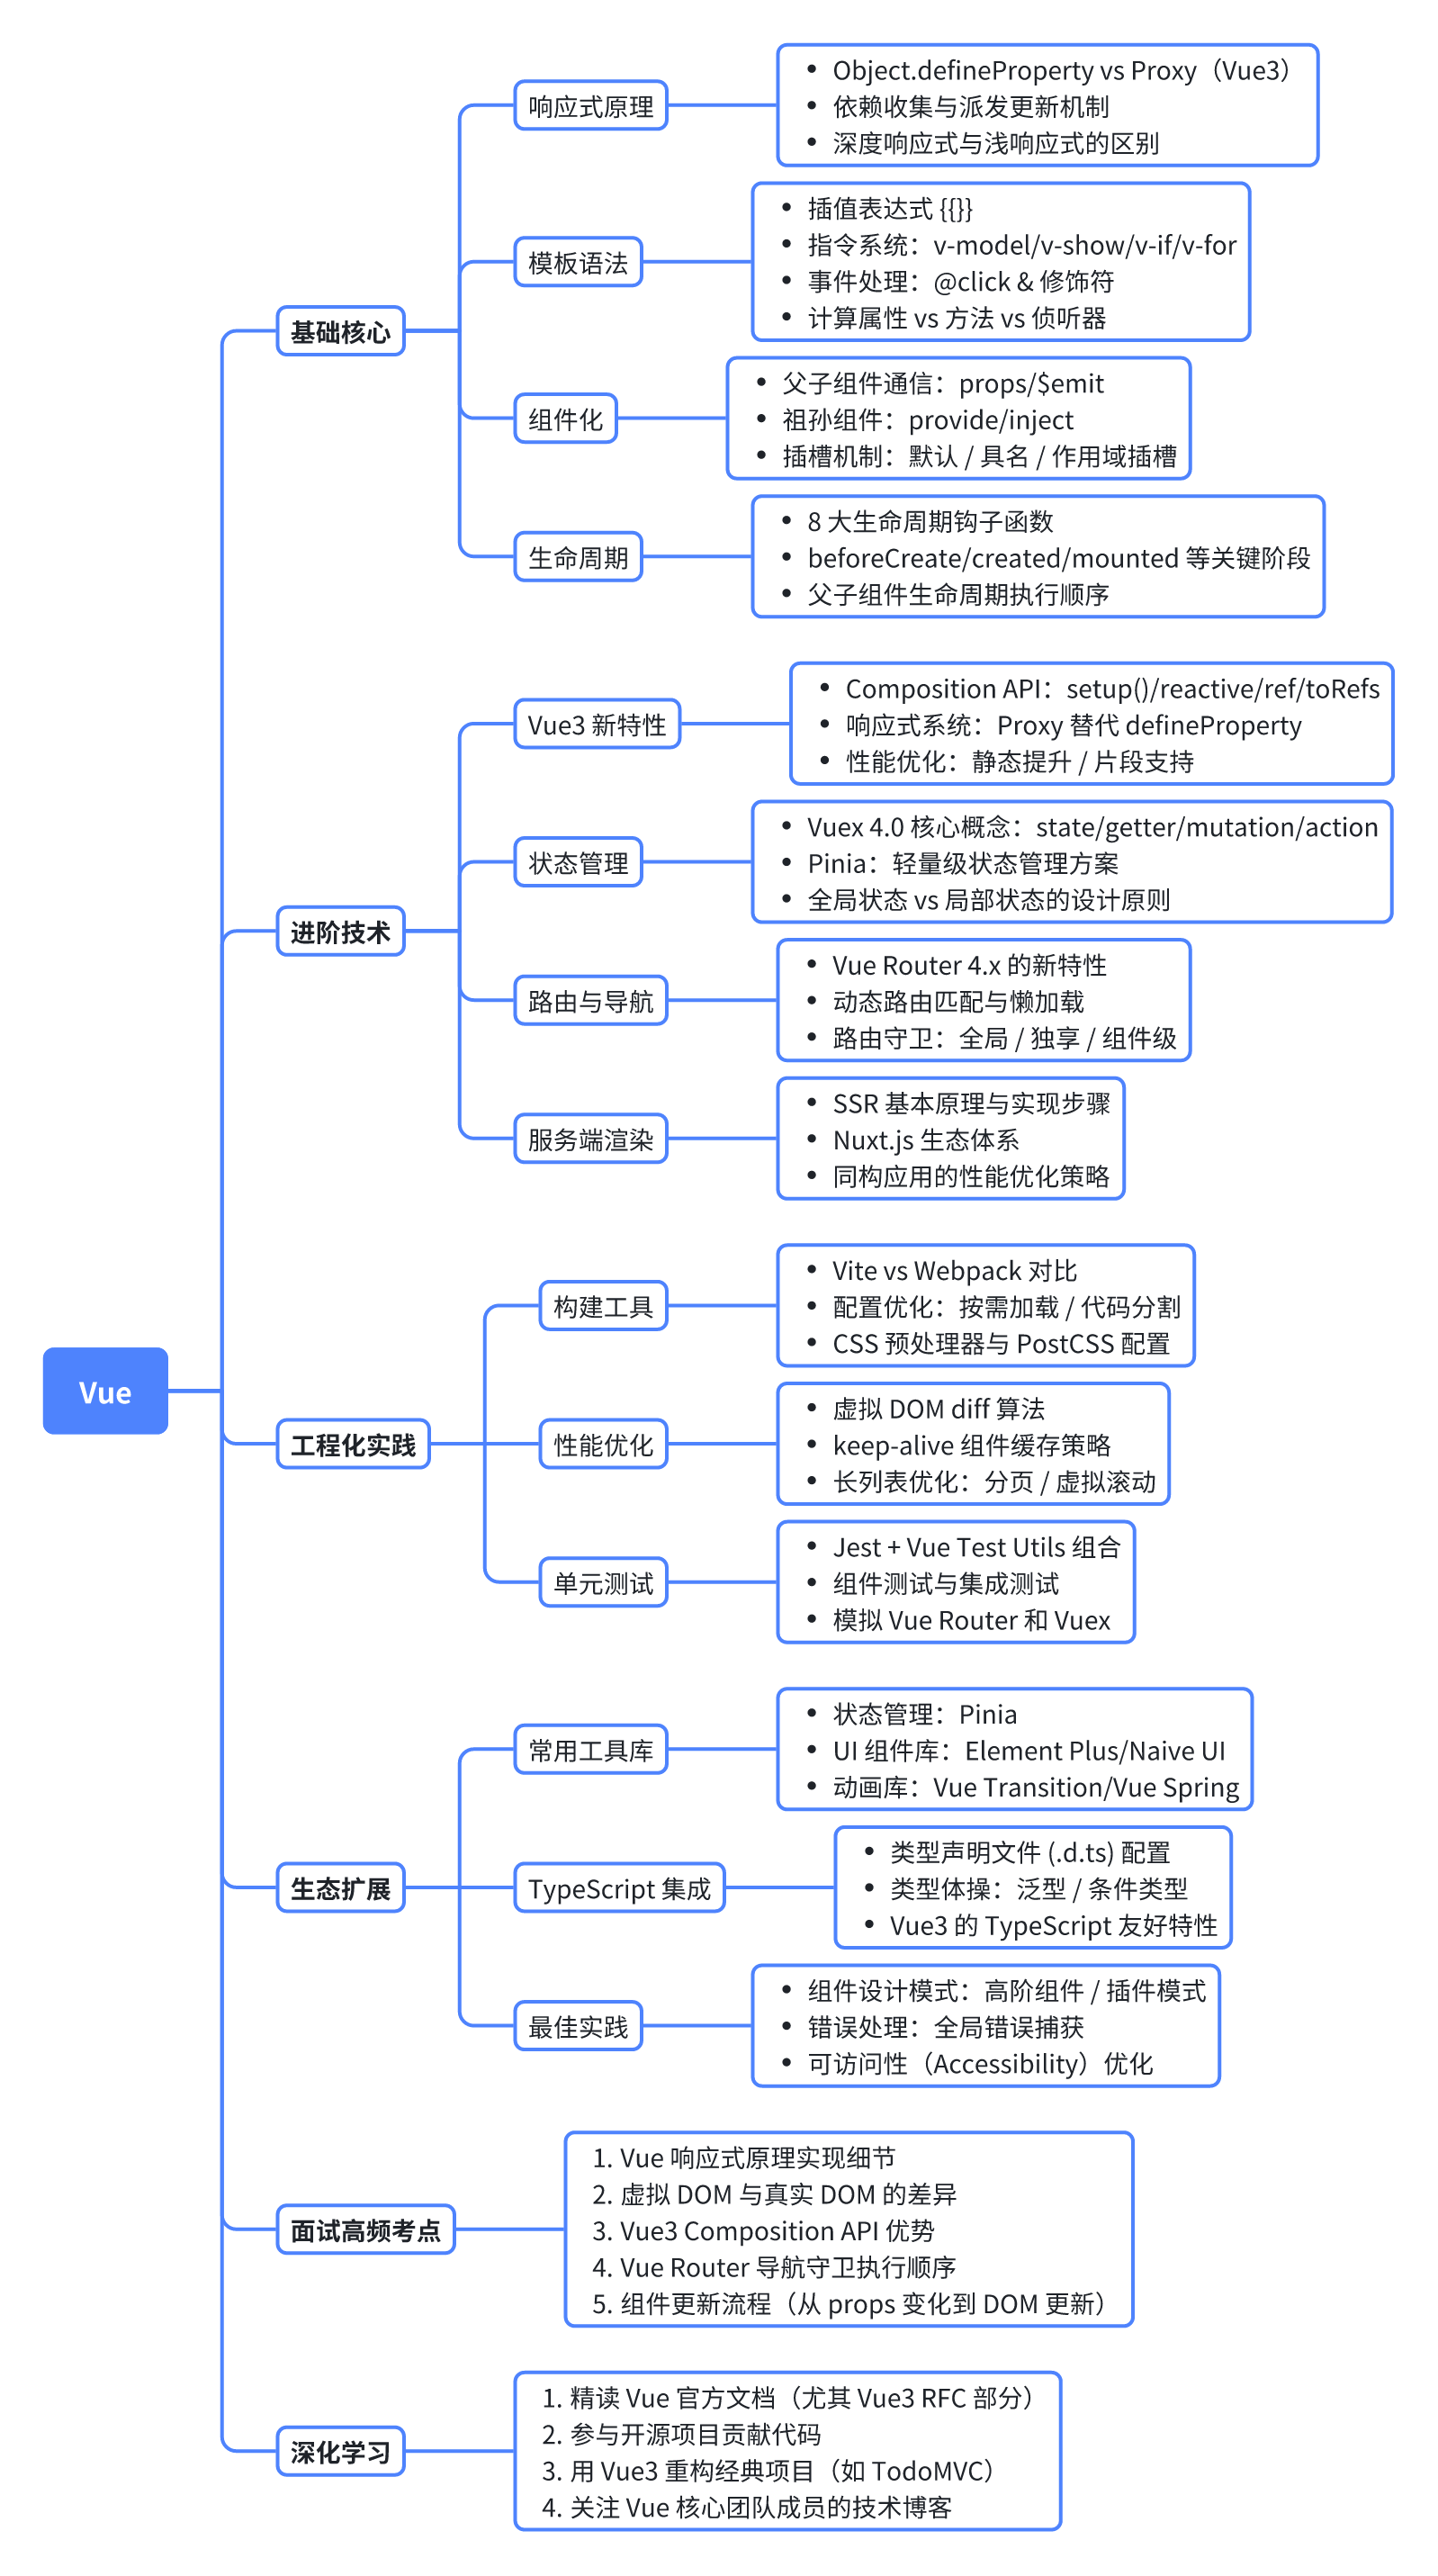 Vue
基础核心
响应式原理
• Object.defineProperty vs Proxy（Vue3）
• 依赖收集与派发更新机制
• 深度响应式与浅响应式的区别
模板语法
• 插值表达式 {{}}
• 指令系统：v-model/v-show/v-if/v-for
• 事件处理：@click & 修饰符
• 计算属性 vs 方法 vs 侦听器
组件化
• 父子组件通信：props/$emit
• 祖孙组件：provide/inject
• 插槽机制：默认 / 具名 / 作用域插槽
生命周期
• 8 大生命周期钩子函数
• beforeCreate/created/mounted 等关键阶段
• 父子组件生命周期执行顺序
进阶技术
Vue3 新特性
• Composition API：setup()/reactive/ref/toRefs
• 响应式系统：Proxy 替代 defineProperty
• 性能优化：静态提升 / 片段支持
状态管理
• Vuex 4.0 核心概念：state/getter/mutation/action
• Pinia：轻量级状态管理方案
• 全局状态 vs 局部状态的设计原则
路由与导航
• Vue Router 4.x 的新特性
• 动态路由匹配与懒加载
• 路由守卫：全局 / 独享 / 组件级
服务端渲染
• SSR 基本原理与实现步骤
• Nuxt.js 生态体系
• 同构应用的性能优化策略
工程化实践
构建工具
• Vite vs Webpack 对比
• 配置优化：按需加载 / 代码分割
• CSS 预处理器与 PostCSS 配置
性能优化
• 虚拟 DOM diff 算法
• keep-alive 组件缓存策略
• 长列表优化：分页 / 虚拟滚动
单元测试
• Jest + Vue Test Utils 组合
• 组件测试与集成测试
• 模拟 Vue Router 和 Vuex
生态扩展
常用工具库
• 状态管理：Pinia
• UI 组件库：Element Plus/Naive UI
• 动画库：Vue Transition/Vue Spring
TypeScript 集成
• 类型声明文件 (.d.ts) 配置
• 类型体操：泛型 / 条件类型
• Vue3 的 TypeScript 友好特性
最佳实践
• 组件设计模式：高阶组件 / 插件模式
• 错误处理：全局错误捕获
• 可访问性（Accessibility）优化
面试高频考点
1. Vue 响应式原理实现细节
2. 虚拟 DOM 与真实 DOM 的差异
3. Vue3 Composition API 优势
4. Vue Router 导航守卫执行顺序
5. 组件更新流程（从 props 变化到 DOM 更新）
深化学习
1. 精读 Vue 官方文档（尤其 Vue3 RFC 部分）
2. 参与开源项目贡献代码
3. 用 Vue3 重构经典项目（如 TodoMVC）
4. 关注 Vue 核心团队成员的技术博客